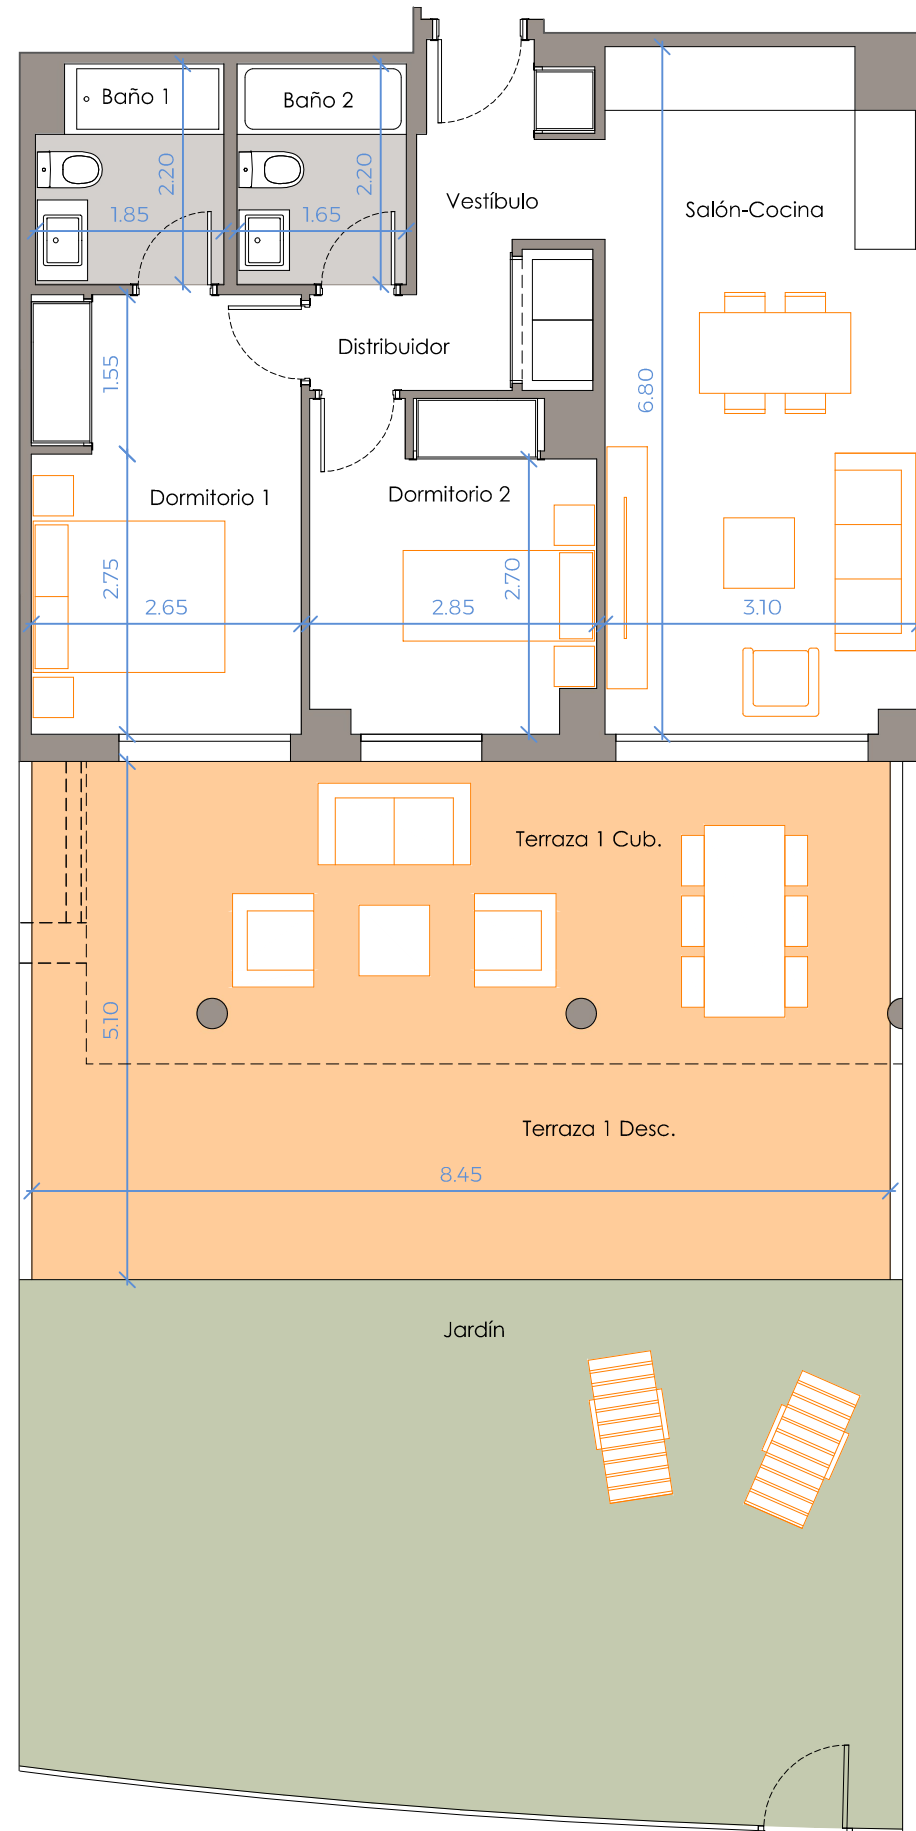 Baño 1
Baño 2
2.20
2.20
1.85
1.65
Vestíbulo
Salón-Cocina
Distribuidor
1.55
6.80
Dormitorio 1
Dormitorio 2
2.75
2.70
2.65
2.85
3.10
Terraza 1 Cub.
5.10
Terraza 1 Desc.
8.45
Jardín